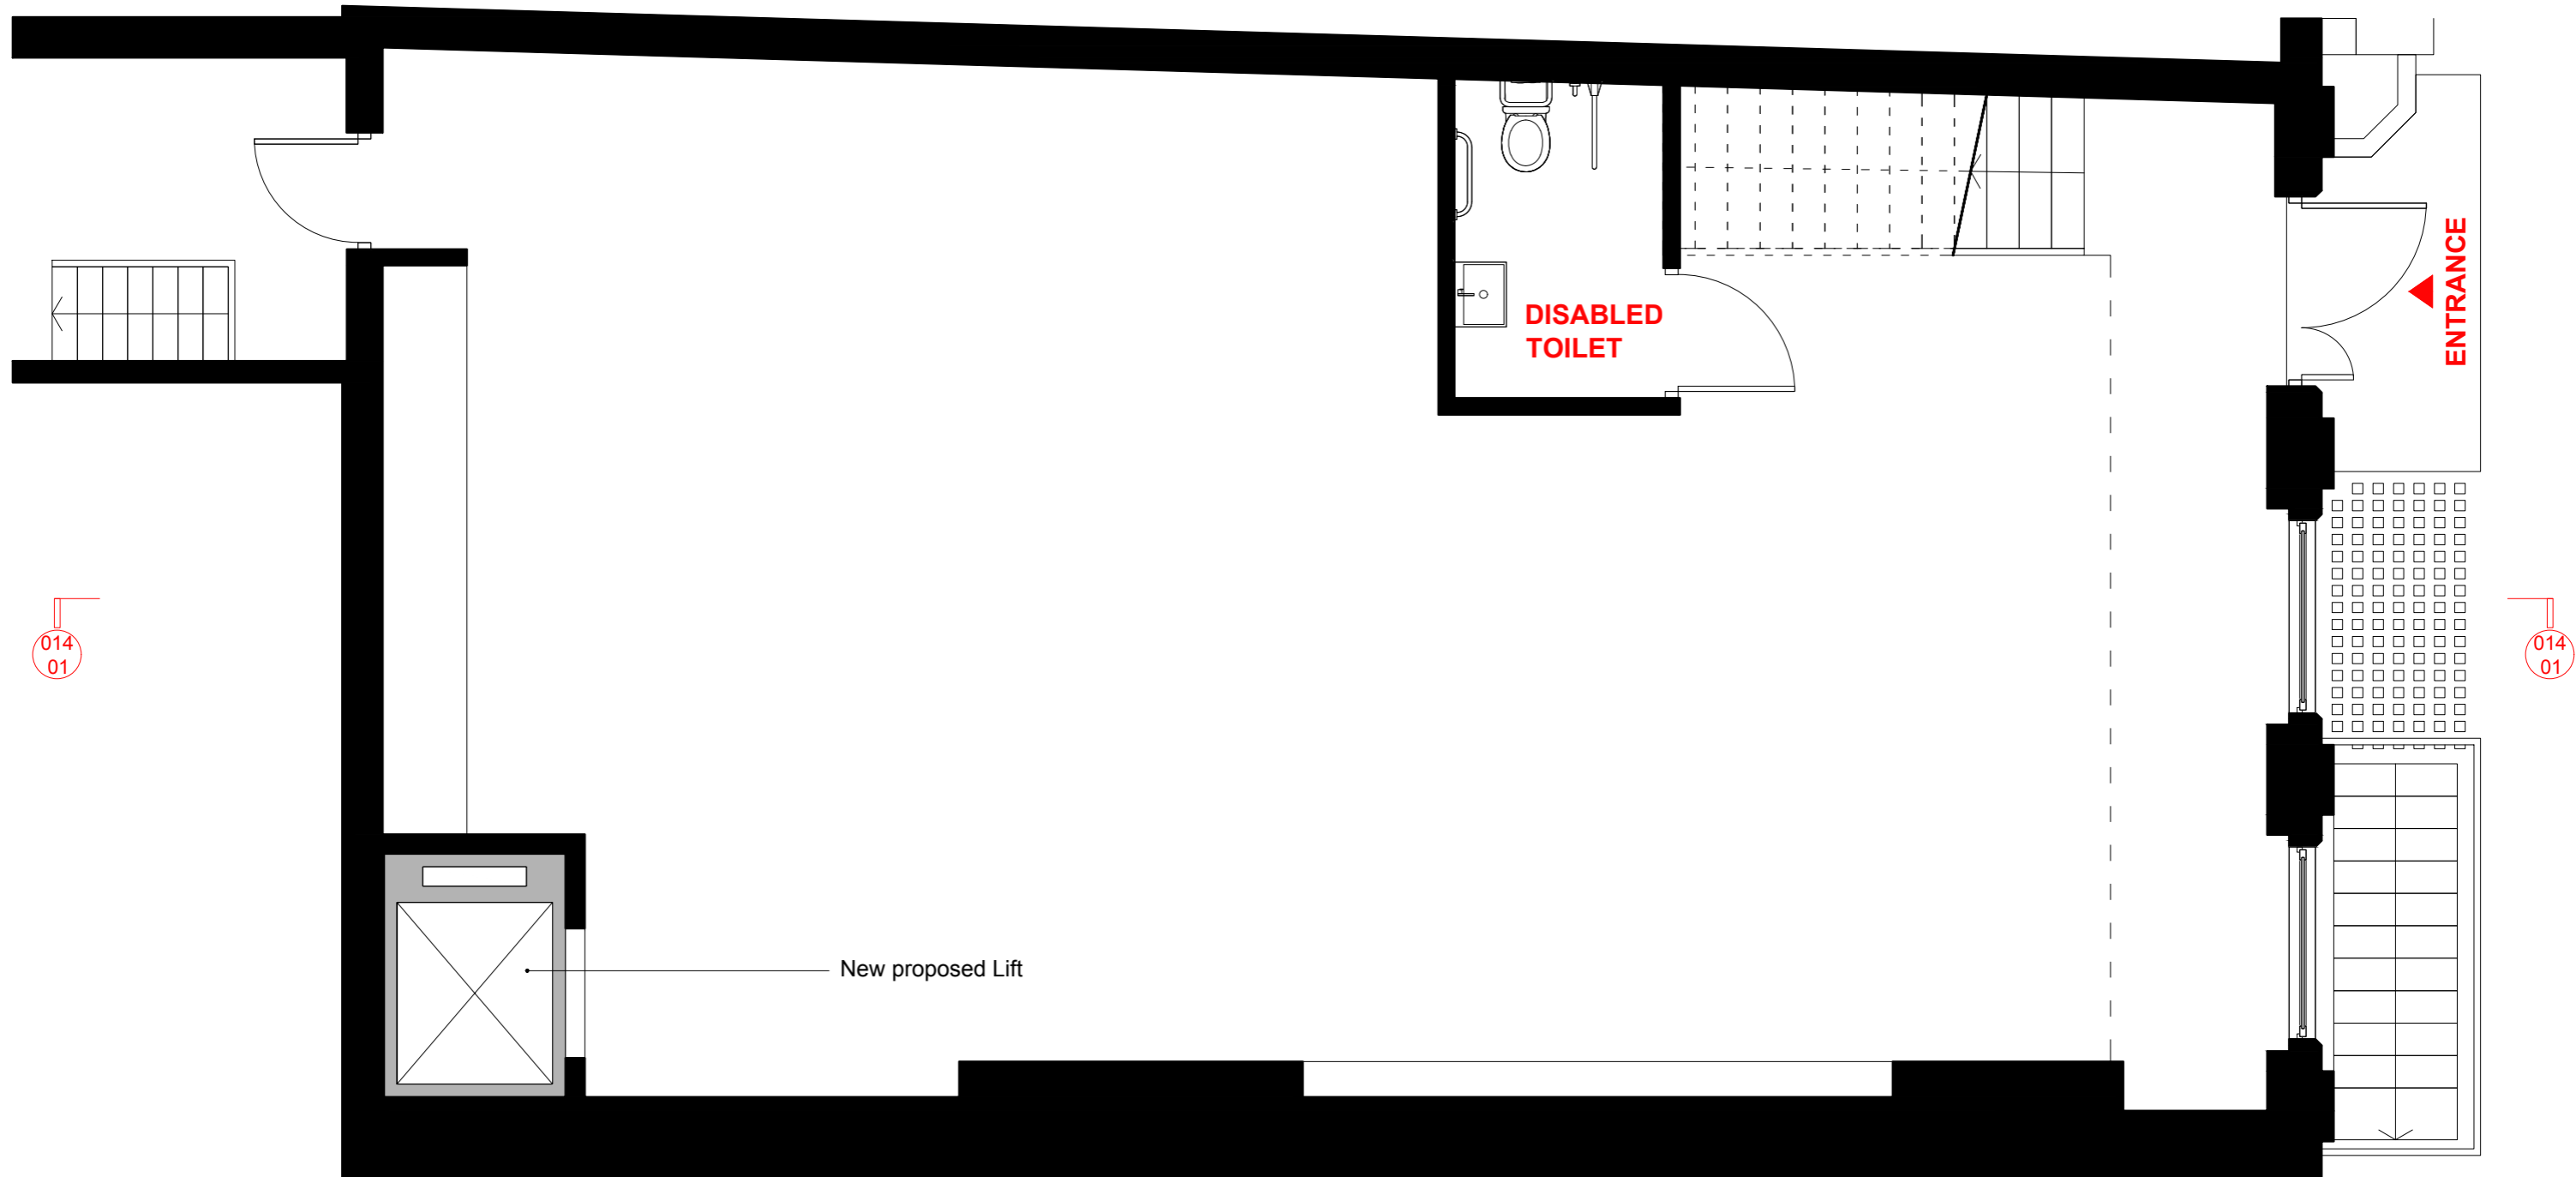 ENTRANCE
DISABLED
TOILET
014
01
014
01
New proposed Lift